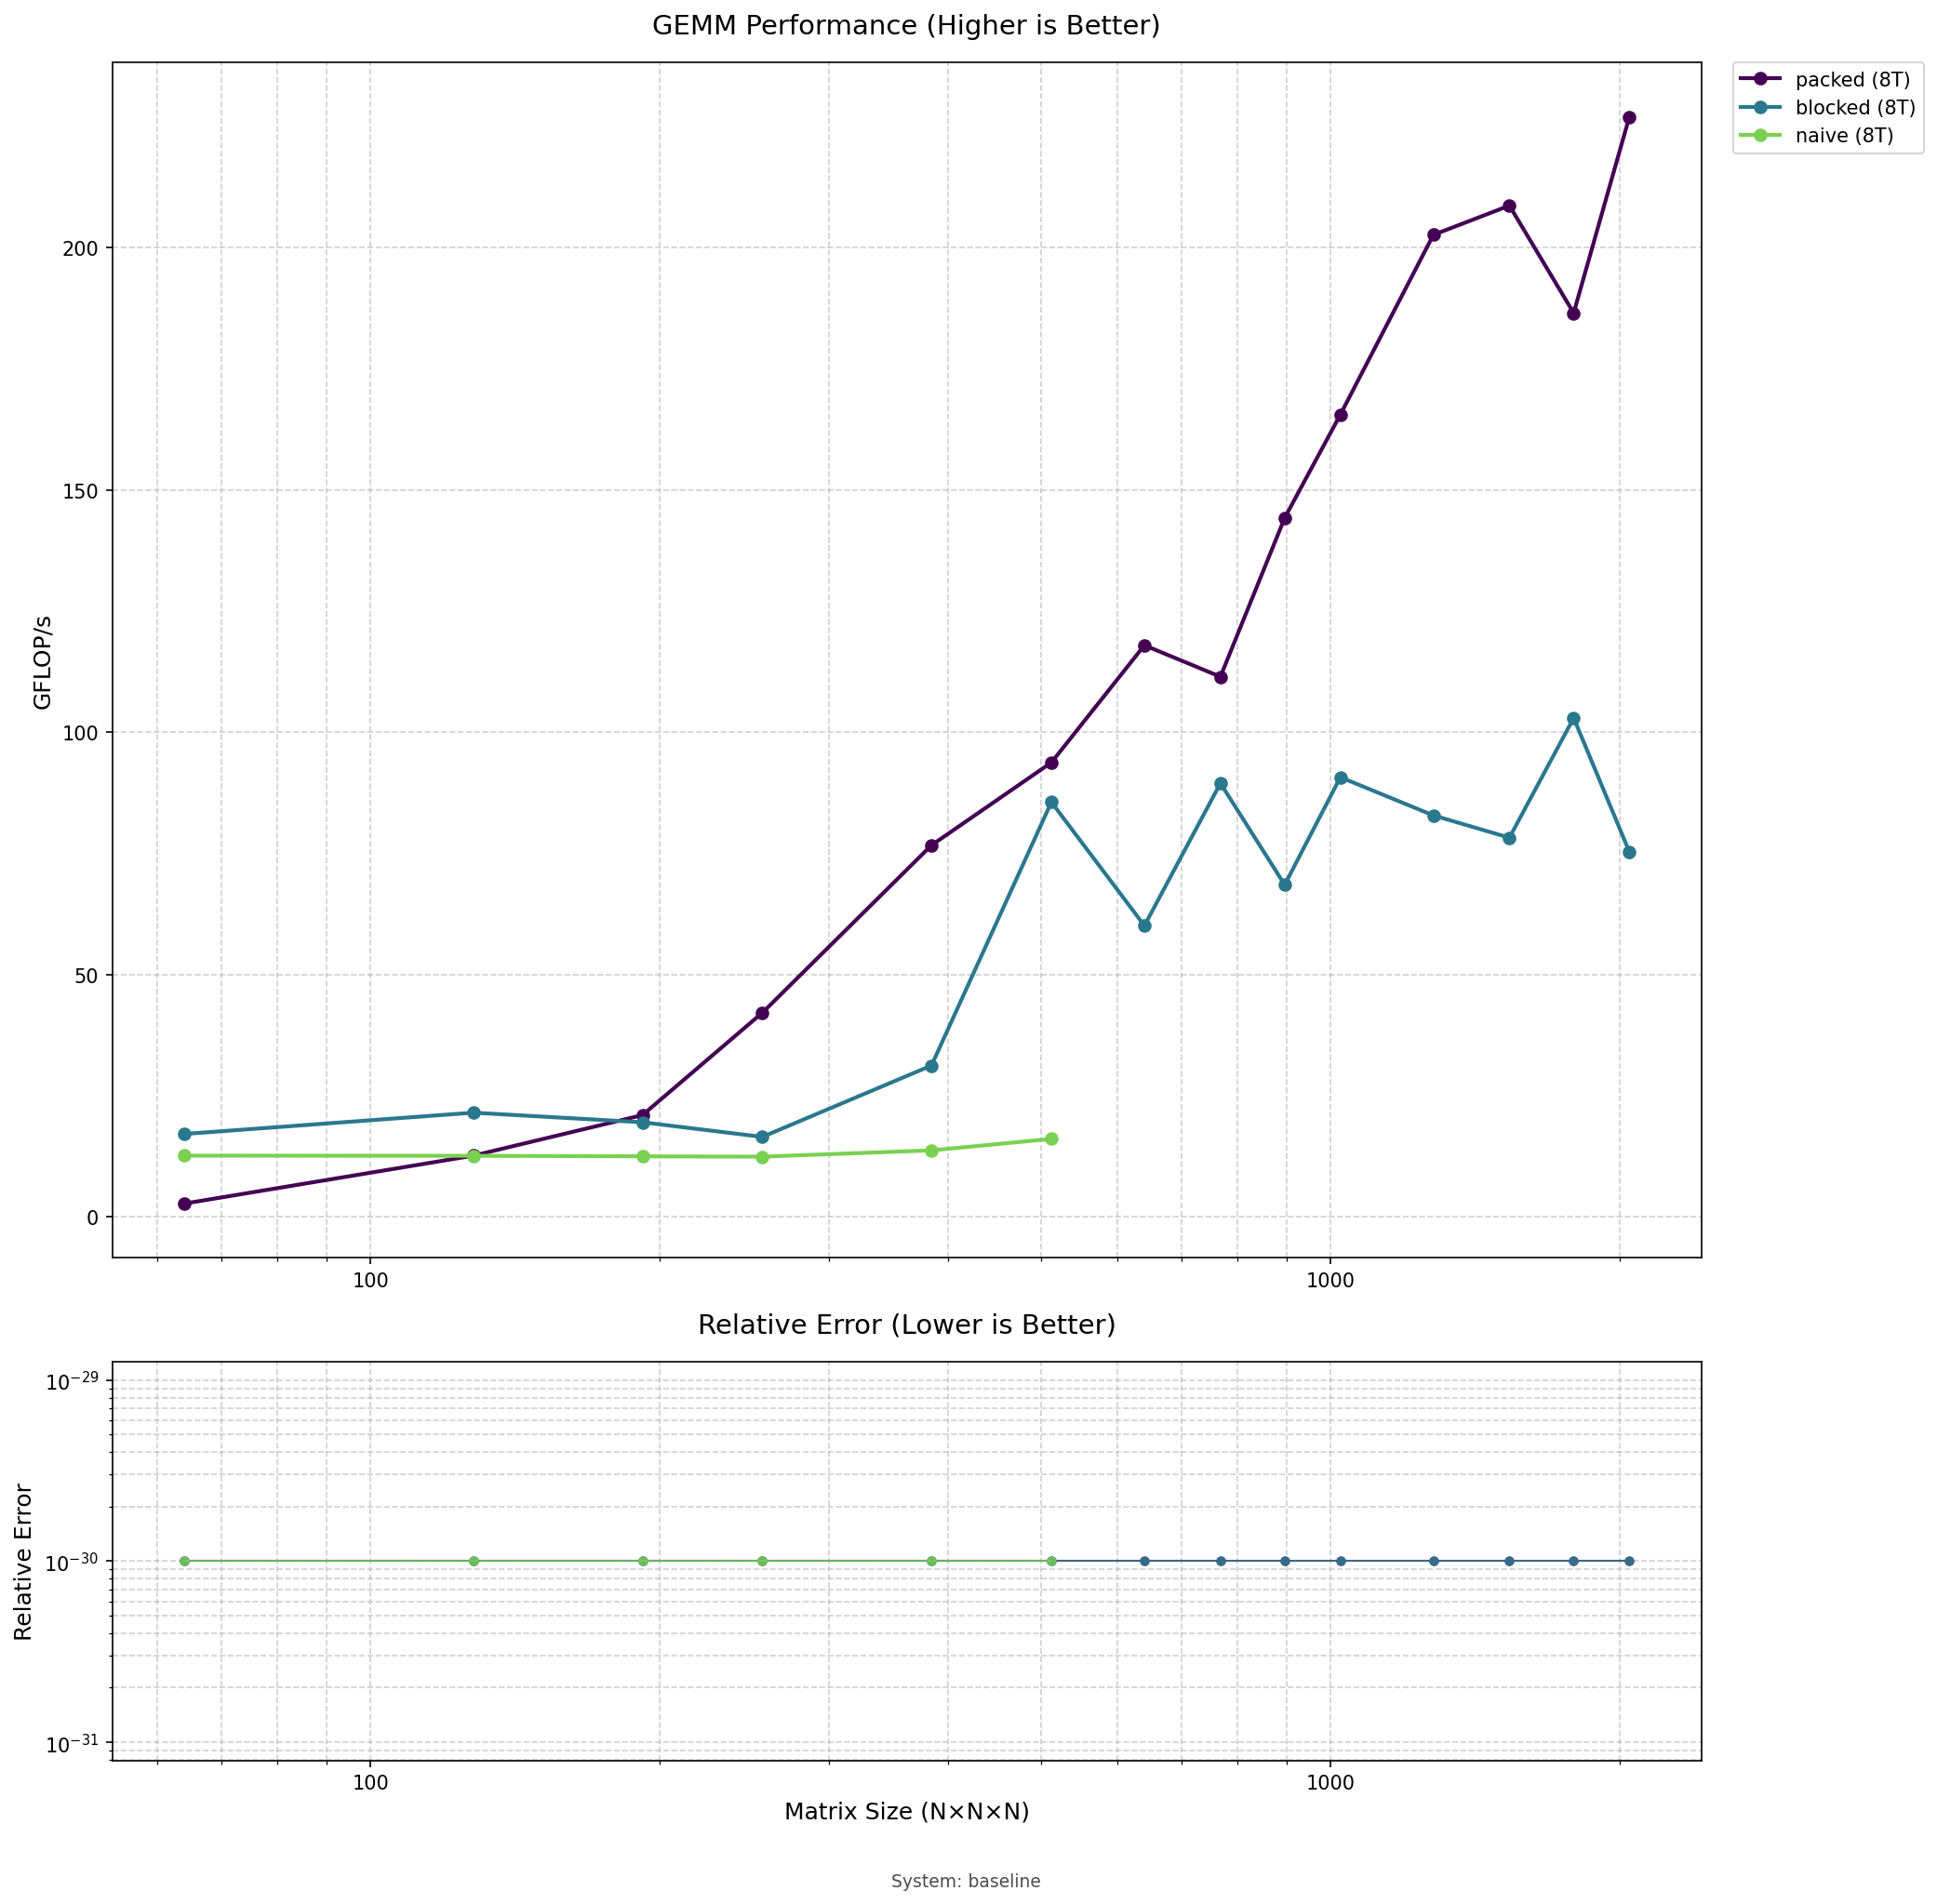 GEMM Performance (Higher is Better)
packed (8T)
blocked (8T)
naive (8T)
GFLOP/s
200
150
100
50
0
100
1000
Relative Error (Lower is Better)
Relative Error
10⁻²⁹
10⁻³⁰
10⁻³¹
100
1000
Matrix Size (N×N×N)
System: baseline